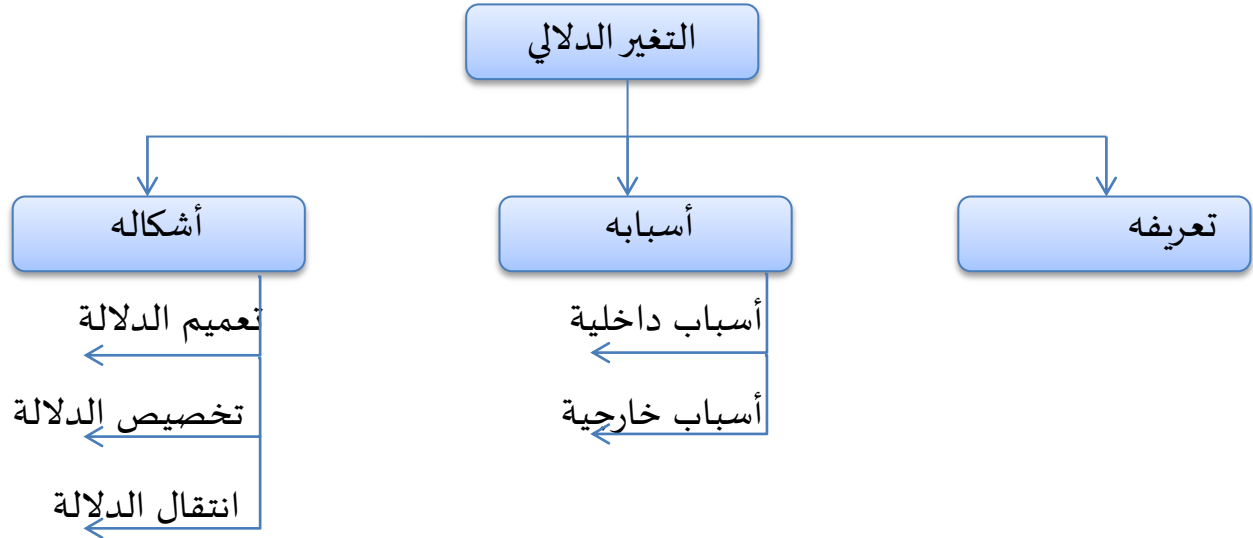 التغير الدلالي
تعريفه
أسبابه
أسباب داخلية
أسباب خارجية
أشكاله
تعميم الدلالة
تخصيص الدلالة
انتقال الدلالة